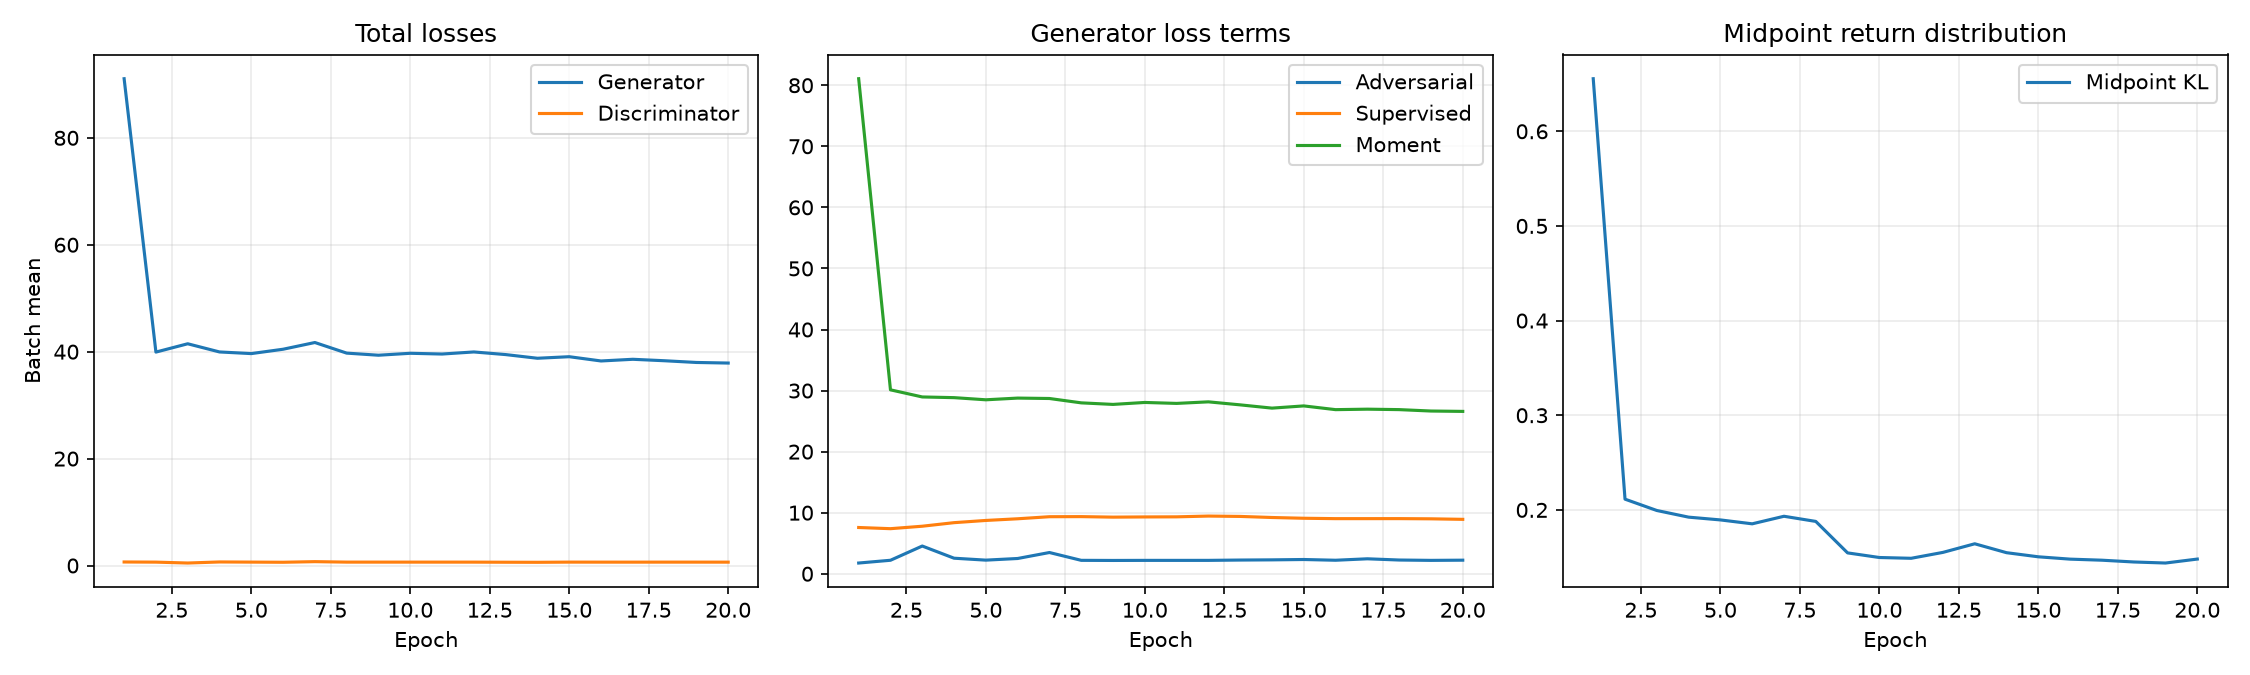 Total losses
Generator
Discriminator
80
60
40
20
0
Batch mean
2.5 5.0 7.5 10.0 12.5 15.0 17.5 20.0
Epoch
Generator loss terms
Adversarial
Supervised
Moment
80
70
60
50
40
30
20
10
0
2.5 5.0 7.5 10.0 12.5 15.0 17.5 20.0
Epoch
Midpoint return distribution
Midpoint KL
0.6
0.5
0.4
0.3
0.2
2.5 5.0 7.5 10.0 12.5 15.0 17.5 20.0
Epoch